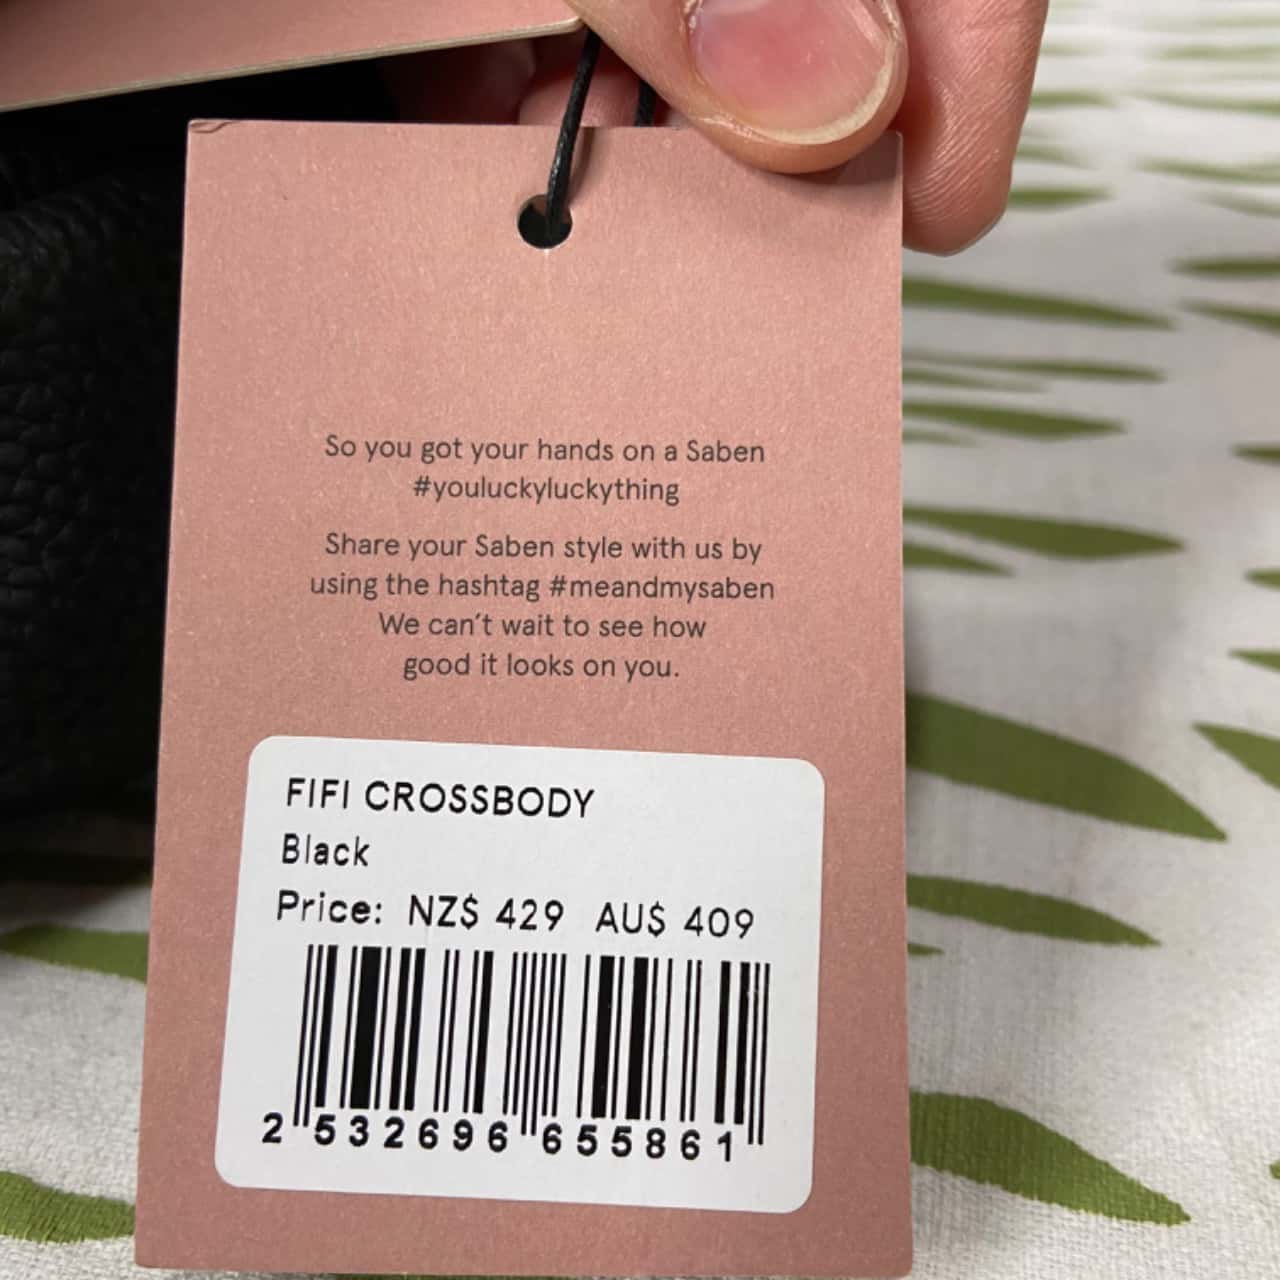 So you got your hands on a Saben
#youluckyluckything
Share your Saben style with us by
using the hashtag #meandmysaben
We can't wait to see how
good it looks on you.
FIFI CROSSBODY
Black
Price: NZ$ 429 AU$ 409
2 532696 655861